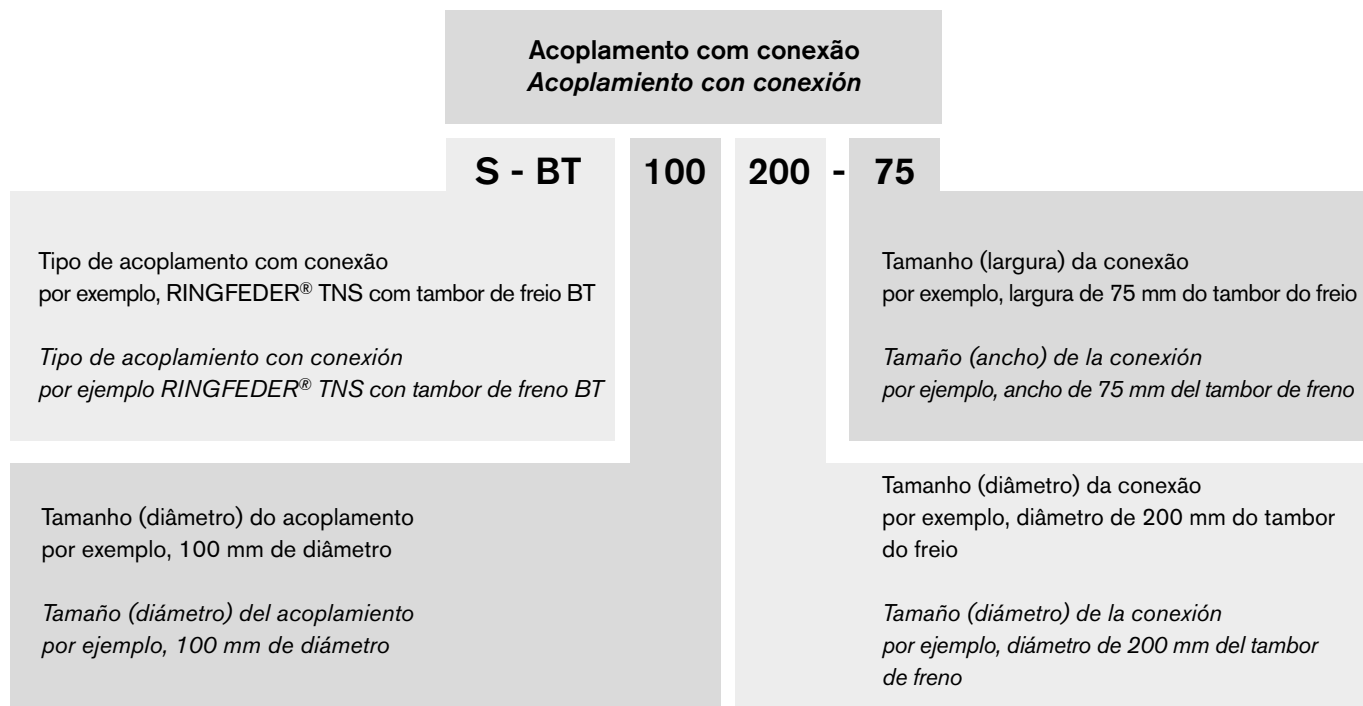 Acoplamento com conexão
Acoplamiento con conexión
S - BT 100 200 - 75
Tipo de acoplamento com conexão
por exemplo, RINGFEDER® TNS com tambor de freio BT
Tipo de acoplamiento con conexión
por ejemplo RINGFEDER® TNS con tambor de freno BT
Tamanho (largura) da conexão
por exemplo, largura de 75 mm do tambor do freio
Tamaño (ancho) de la conexión
por ejemplo, ancho de 75 mm del tambor de freno
Tamanho (diâmetro) do acoplamento
por exemplo, 100 mm de diâmetro
Tamaño (diámetro) del acoplamiento
por ejemplo, 100 mm de diámetro
Tamanho (diâmetro) da conexão
por exemplo, diâmetro de 200 mm do tambor
do freio
Tamaño (diámetro) de la conexión
por ejemplo, diámetro de 200 mm del tambor
de freno